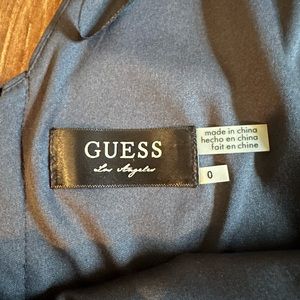 GUESS
Los Angeles
made in china
hecho en china
fait en chine
0